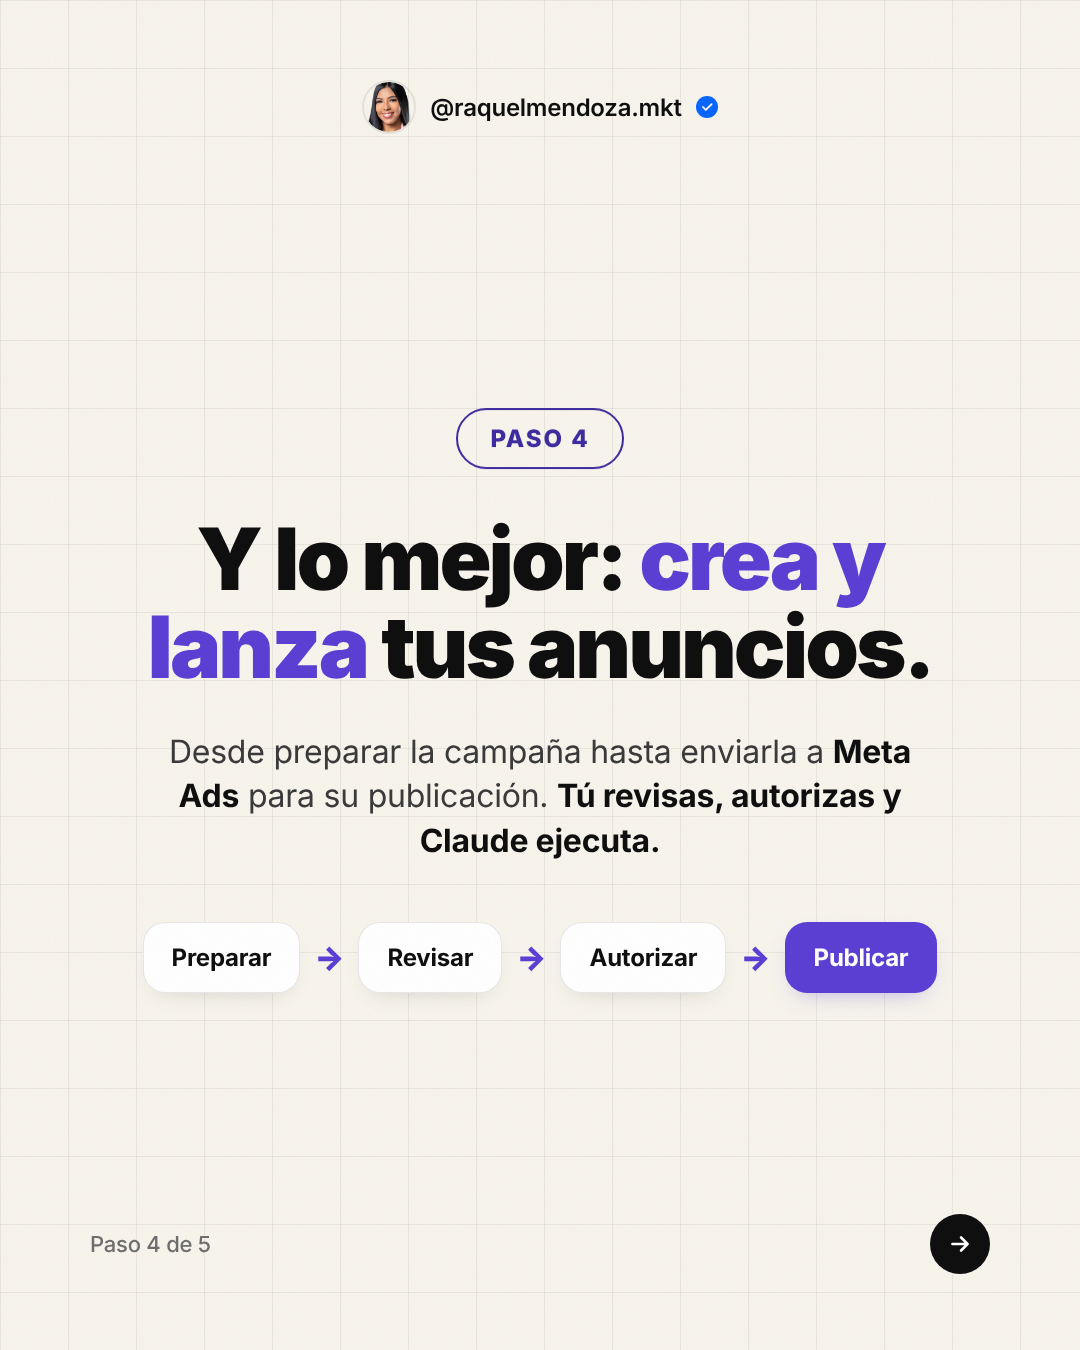 @raquelmendoza.mkt
PASO 4
Y lo mejor: crea y
lanza tus anuncios.
Desde preparar la campaña hasta enviarla a Meta
Ads para su publicación. Tú revisas, autorizas y
Claude ejecuta.
Preparar → Revisar → Autorizar → Publicar
Paso 4 de 5